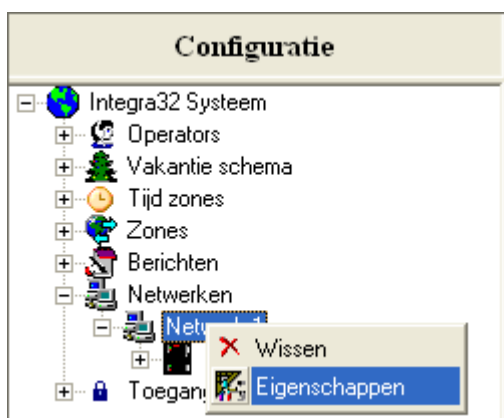 Configuratie
Integra32 Systeem
Operators
Vakantie schema
Tijd zones
Zones
Berichten
Netwerken
Wissen
Eigenschappen